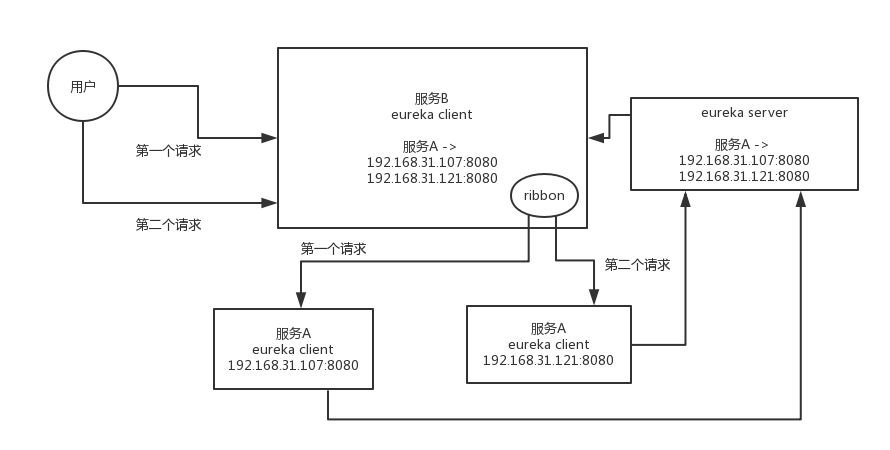 用户
第一个请求
第二个请求
服务B
eureka client
服务A ->
192.168.31.107:8080
192.168.31.121:8080
ribbon
eureka server
服务A ->
192.168.31.107:8080
192.168.31.121:8080
第一个请求
第二个请求
服务A
eureka client
192.168.31.107:8080
服务A
eureka client
192.168.31.121:8080